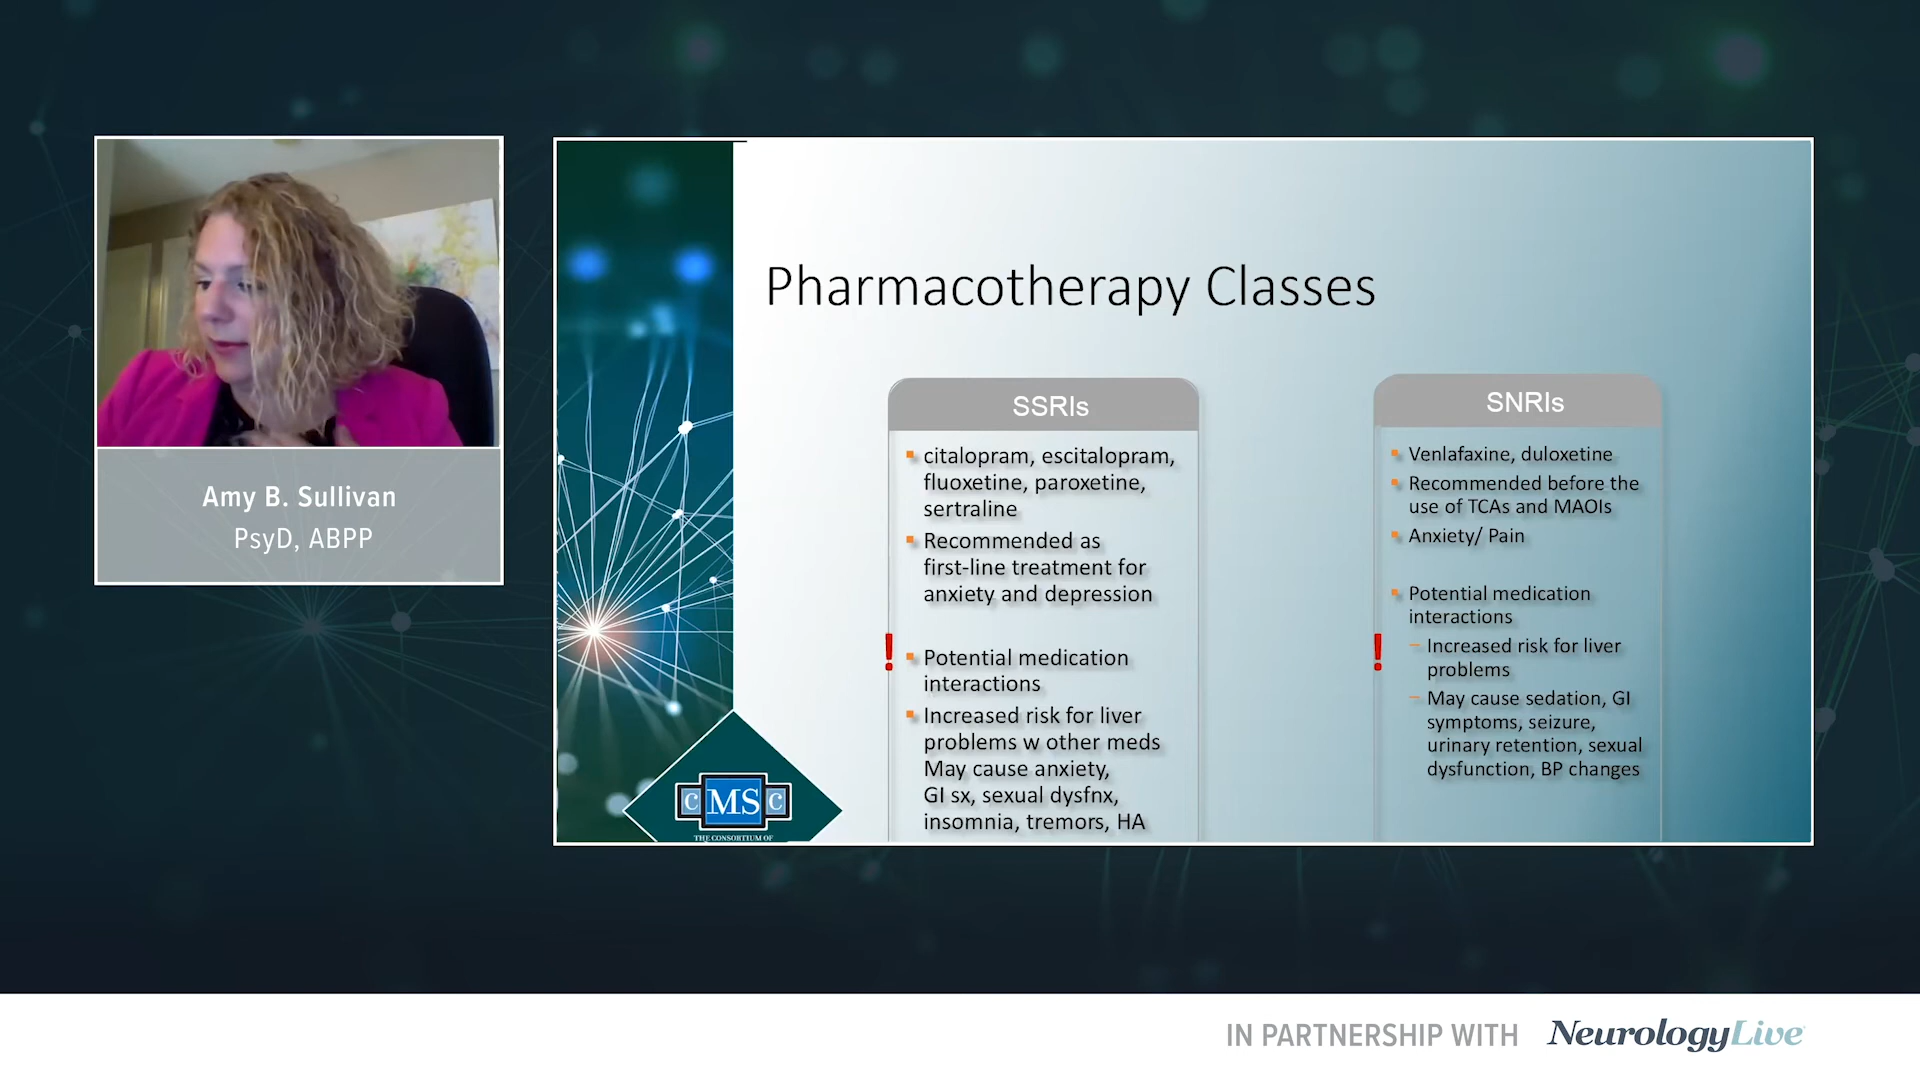 Amy B. Sullivan
PsyD, ABPP
Pharmacotherapy Classes
SSRIs
citalopram, escitalopram,
fluoxetine, paroxetine,
sertraline
Recommended as
first-line treatment for
anxiety and depression
! Potential medication
interactions
Increased risk for liver
problems w other meds
May cause anxiety,
GI sx, sexual dysfnx,
insomnia, tremors, HA
SNRIs
Venlafaxine, duloxetine
Recommended before the
use of TCAs and MAOIs
Anxiety/ Pain
Potential medication
interactions
! – Increased risk for liver
problems
– May cause sedation, GI
symptoms, seizure,
urinary retention, sexual
dysfunction, BP changes
C MS C
THE CONSORTIUM OF
IN PARTNERSHIP WITH NeurologyLive